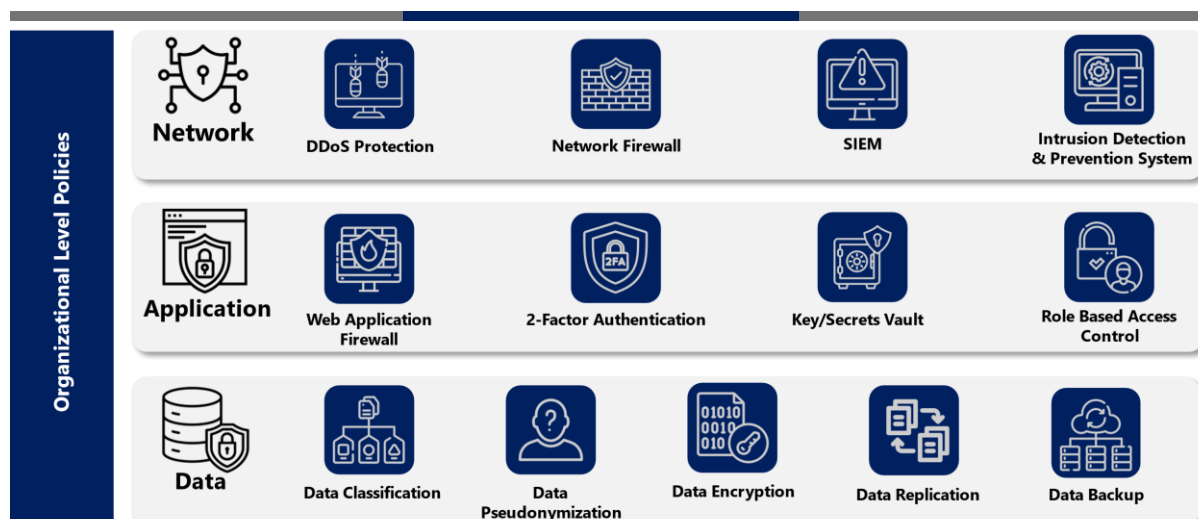 Organizational Level Policies
Network
DDoS Protection
Network Firewall
SIEM
Intrusion Detection
& Prevention System
Application
Web Application
Firewall
2FA
2-Factor Authentication
Key/Secrets Vault
Role Based Access
Control
Data
Data Classification
?
Data
Pseudonymization
01010
0010
010
Data Encryption
Data Replication
Data Backup